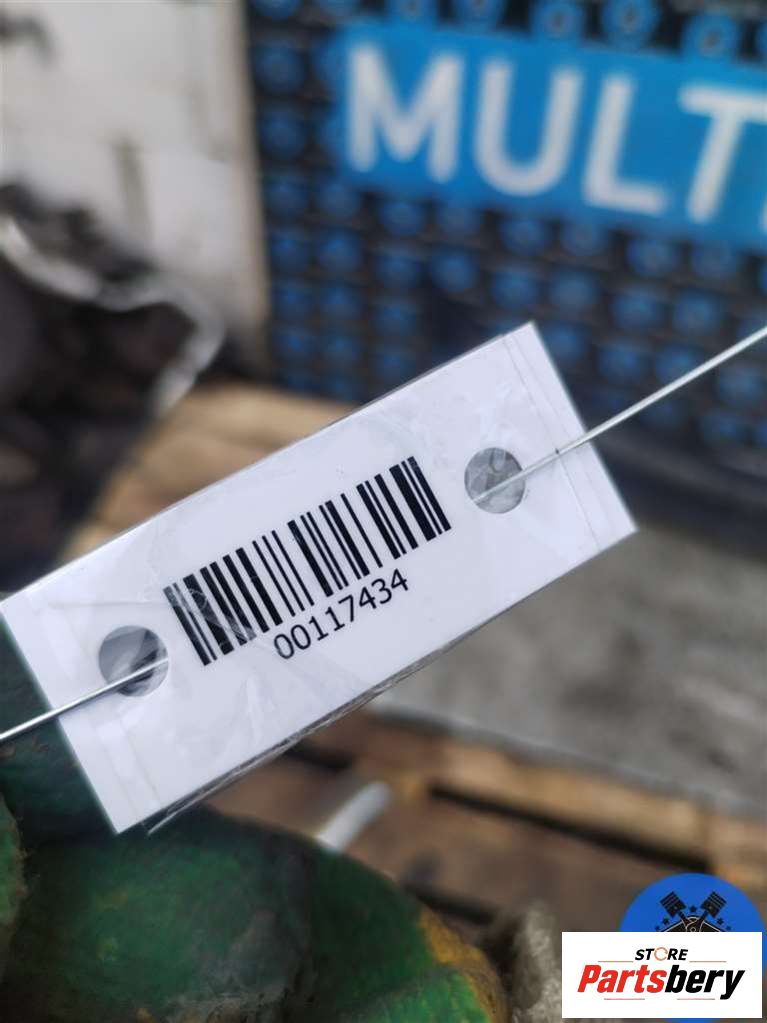 MULT
00117434
STORE
Partsbery